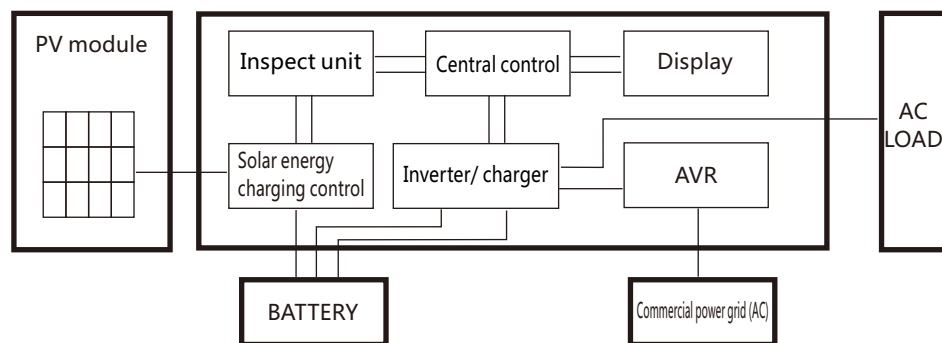 PV module
Inspect unit
Central control
Display
AC
LOAD
Solar energy
charging control
Inverter/ charger
AVR
BATTERY
Commercial power grid (AC)